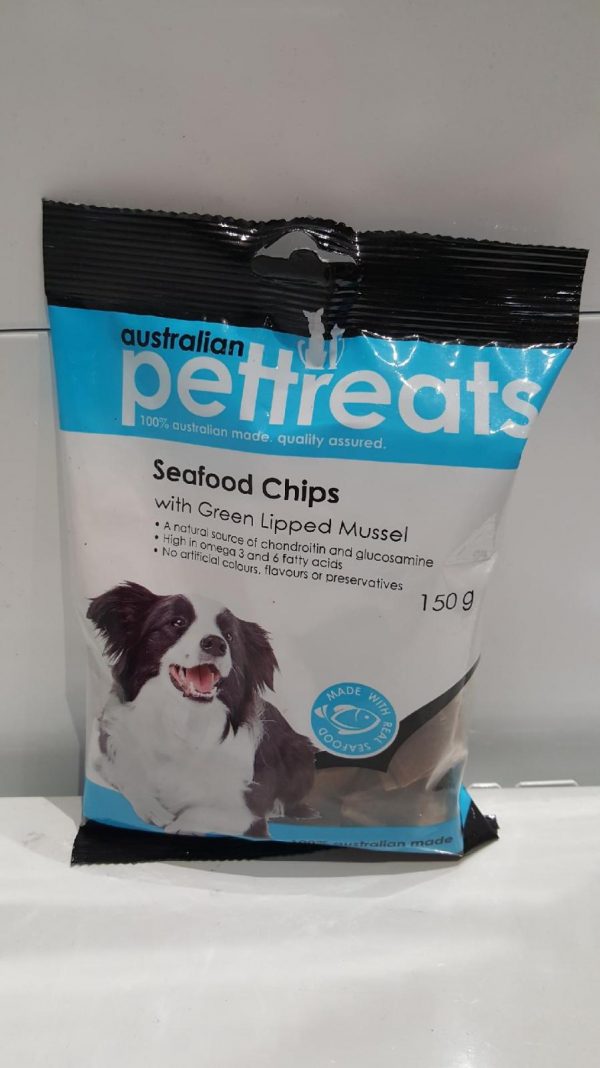 australian
pettreats
100% australian made. quality assured.
Seafood Chips
with Green Lipped Mussel
• A natural source of chondroitin and glucosamine
• High in omega 3 and 6 fatty acids
• No artificial colours, flavours or preservatives
150 g
MADE WITH REAL SEAFOOD
100% australian made